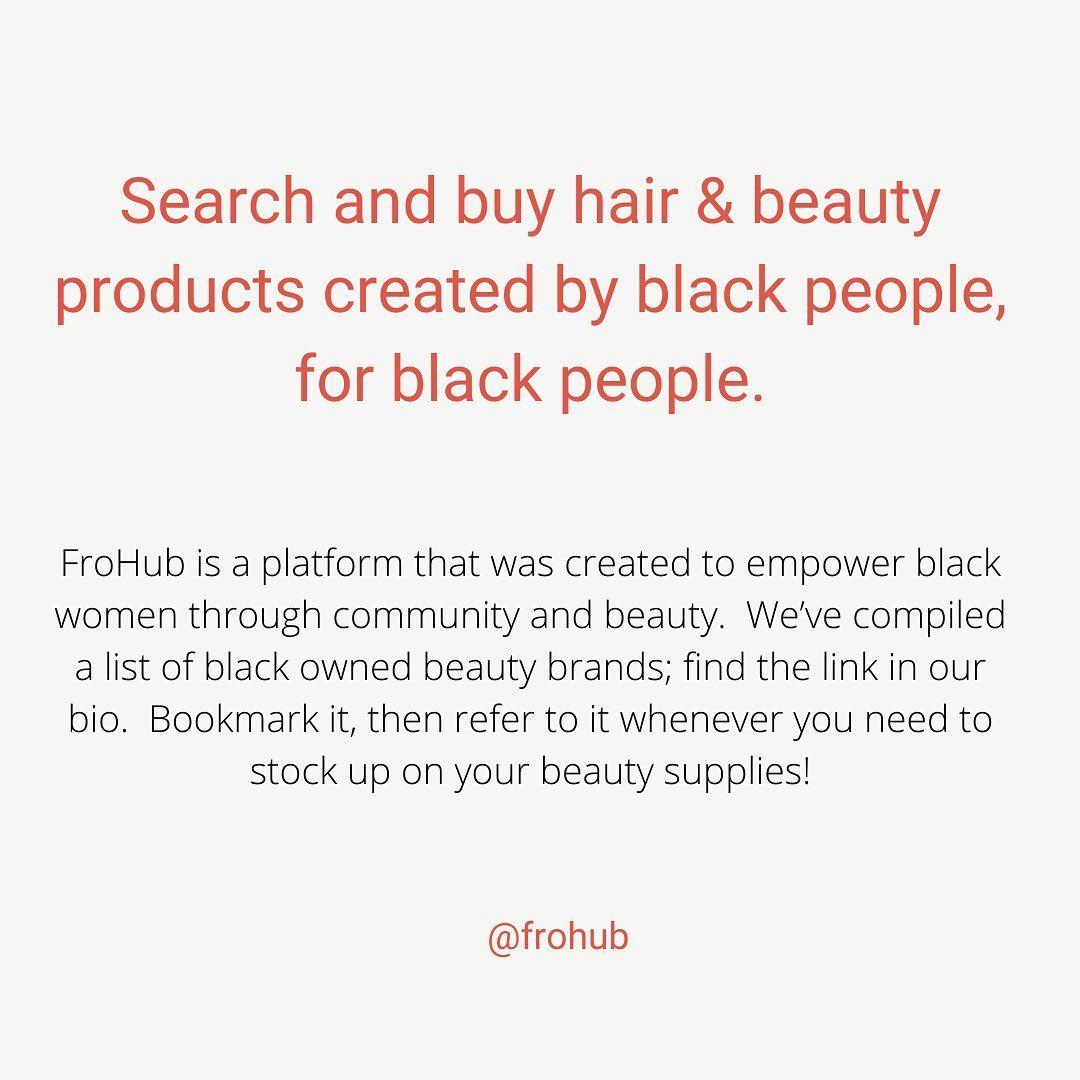 Search and buy hair & beauty
products created by black people,
for black people.
FroHub is a platform that was created to empower black
women through community and beauty.  We’ve compiled
a list of black owned beauty brands; find the link in our
bio.  Bookmark it, then refer to it whenever you need to
stock up on your beauty supplies!
@frohub